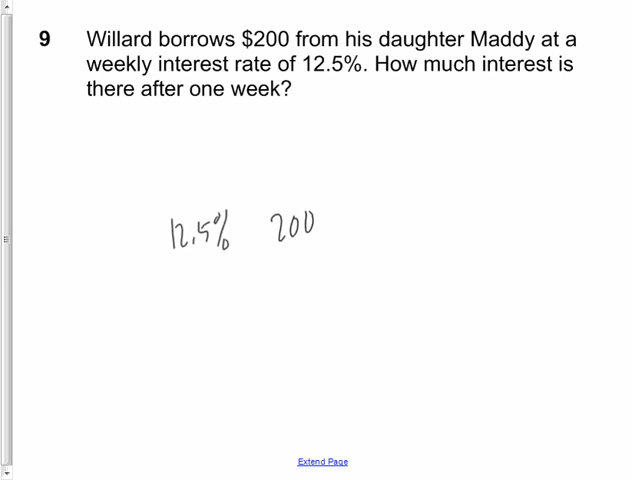 9 Willard borrows $200 from his daughter Maddy at a
weekly interest rate of 12.5%. How much interest is
there after one week?
12.5% 200
Extend Page